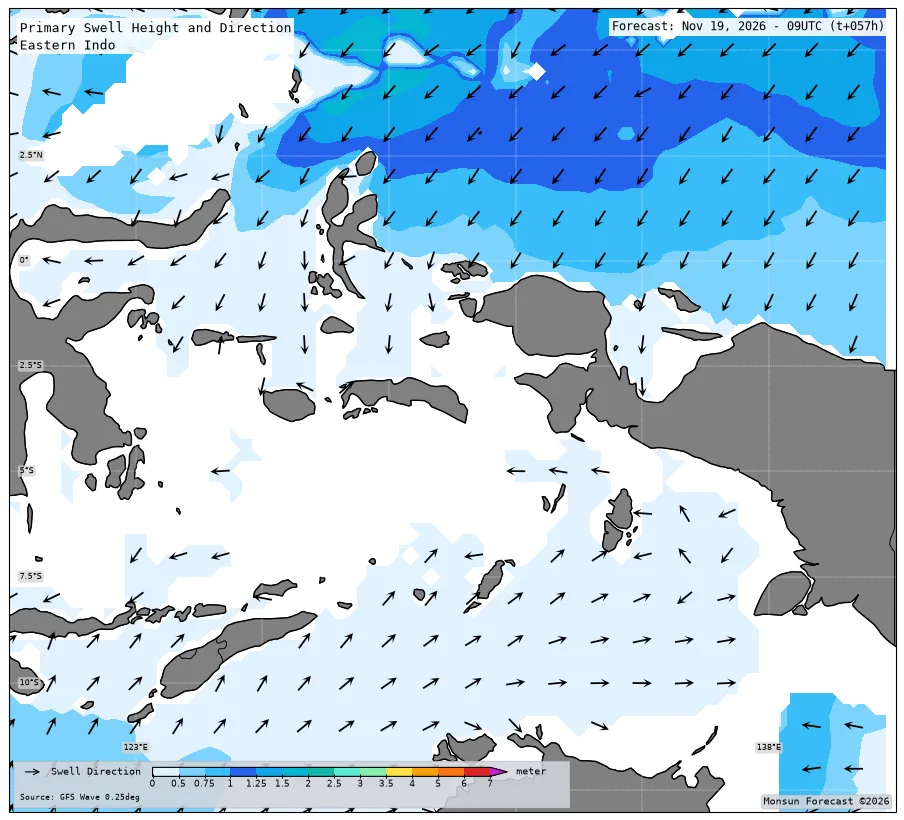 Primary Swell Height and Direction
Eastern Indo
Forecast: Nov 19, 2026 - 09UTC (t+057h)
2.5°N
0°
2.5°S
5°S
7.5°S
10°S
123°E
138°E
Swell Direction
0 0.5 0.75 1 1.25 1.5 2 2.5 3 3.5 4 5 6 7
meter
Source: GFS Wave 0.25deg
Monsun Forecast ©2026